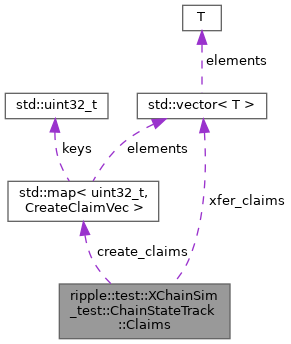 T
elements
std::uint32_t
std::vector< T >
keys
elements
std::map< uint32_t,
CreateClaimVec >
xfer_claims
create_claims
ripple::test::XChainSim
_test::ChainStateTrack
::Claims